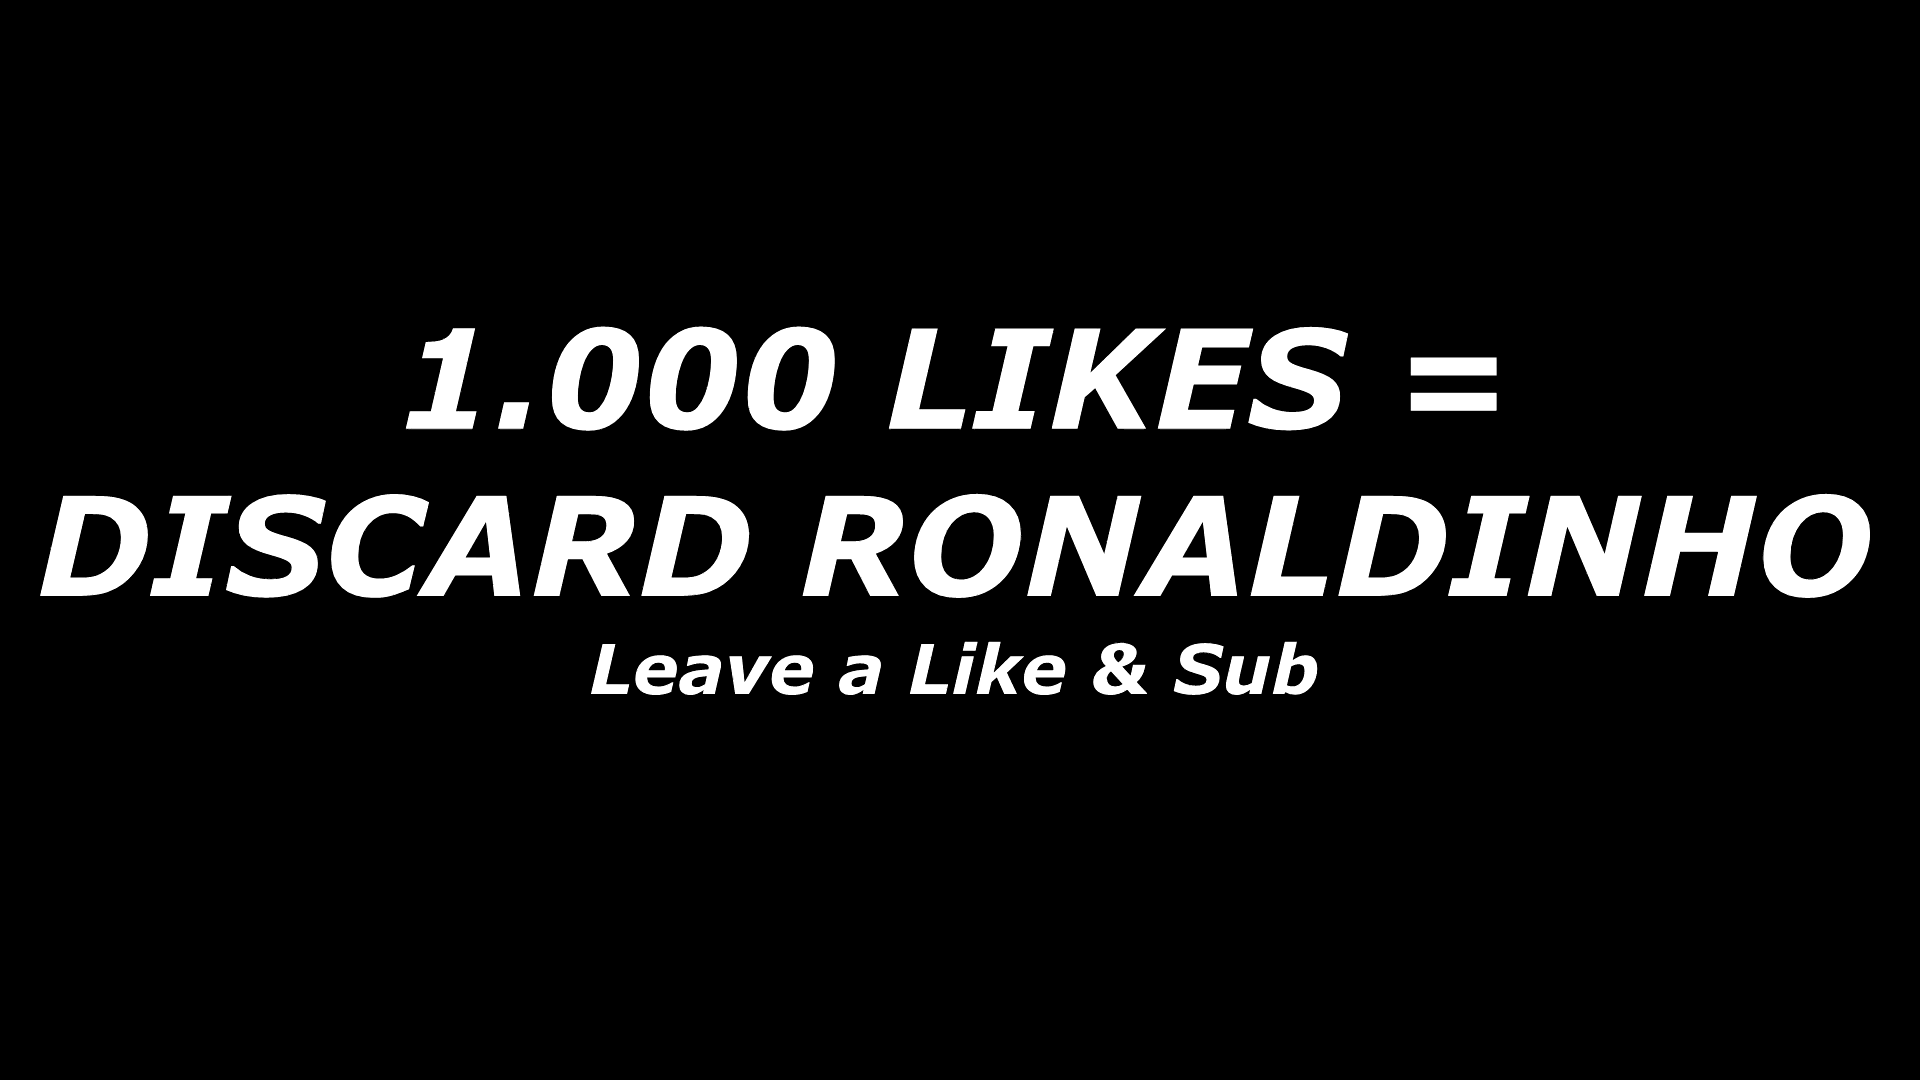 1.000 LIKES =
DISCARD RONALDINHO
Leave a Like & Sub